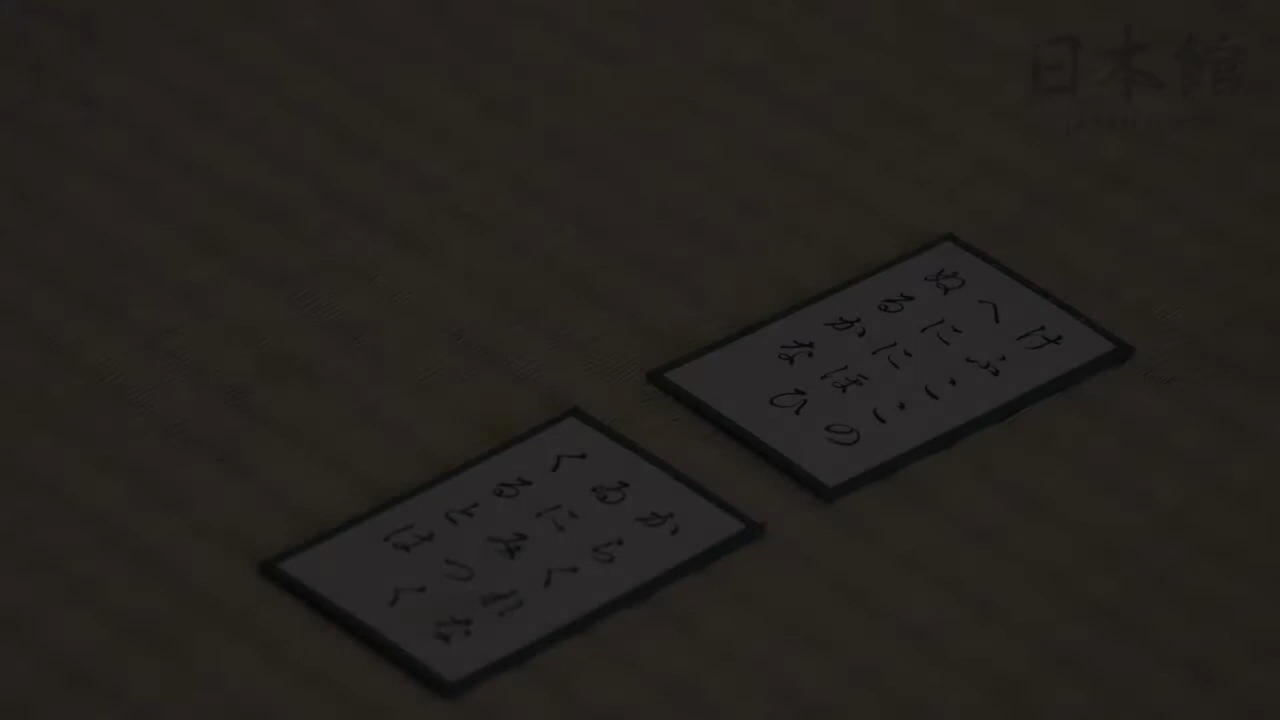 日本館
けふここの
へににほひ
ぬるかな
からくれな
ゐにみつく
くるとは